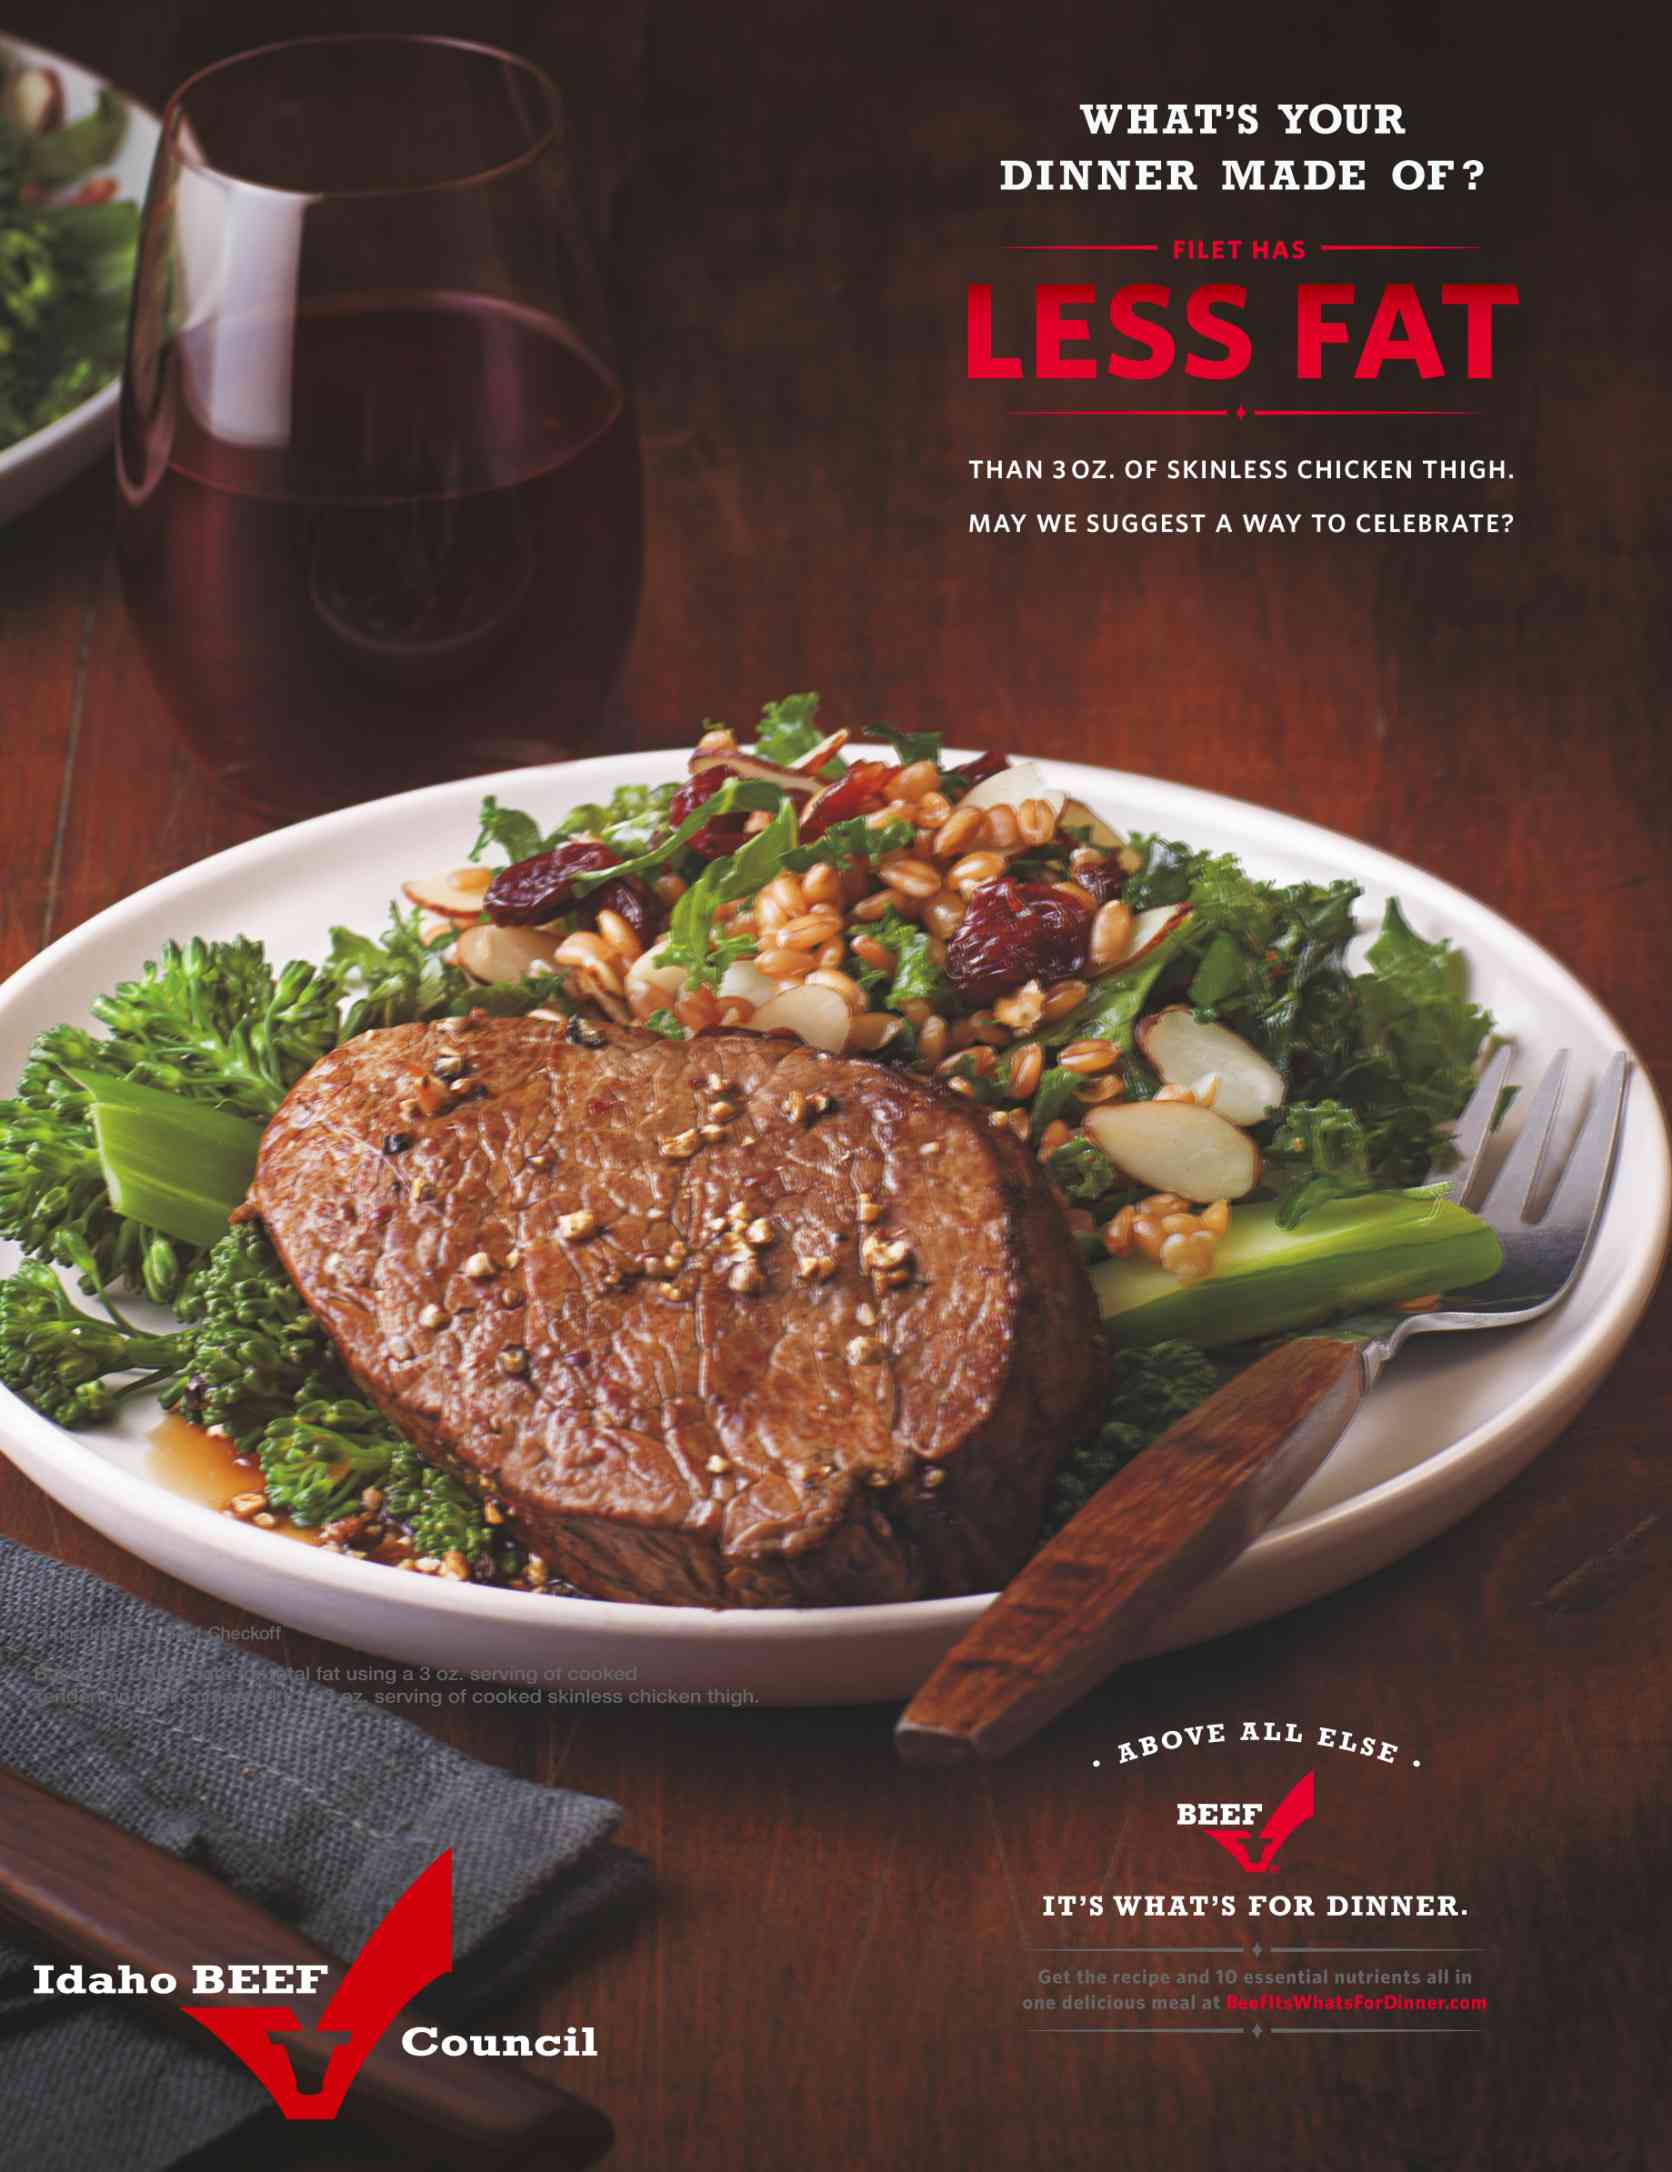 WHAT'S YOUR
DINNER MADE OF?
FILET HAS
LESS FAT
THAN 3 OZ. OF SKINLESS CHICKEN THIGH.
MAY WE SUGGEST A WAY TO CELEBRATE?
Checkoff
total fat using a 3 oz. serving of cooked
oz. serving of cooked skinless chicken thigh.
· ABOVE ALL ELSE ·
BEEF
IT'S WHAT'S FOR DINNER.
Get the recipe and 10 essential nutrients all in
one delicious meal at BeefItsWhatsForDinner.com
Idaho BEEF
Council